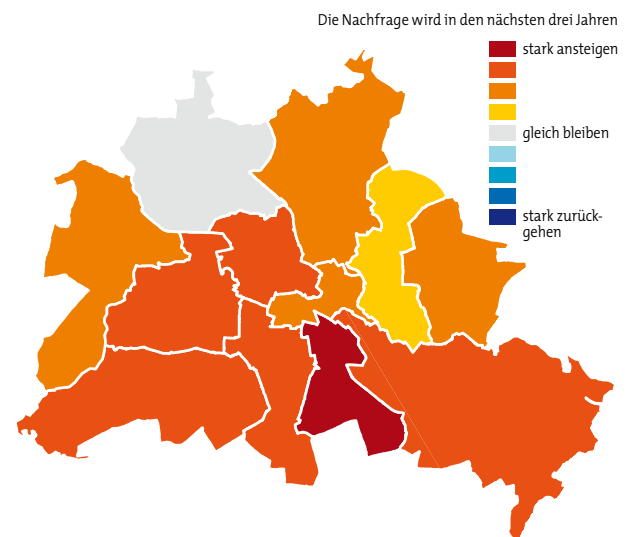 Die Nachfrage wird in den nächsten drei Jahren
stark ansteigen
gleich bleiben
stark zurück-
gehen